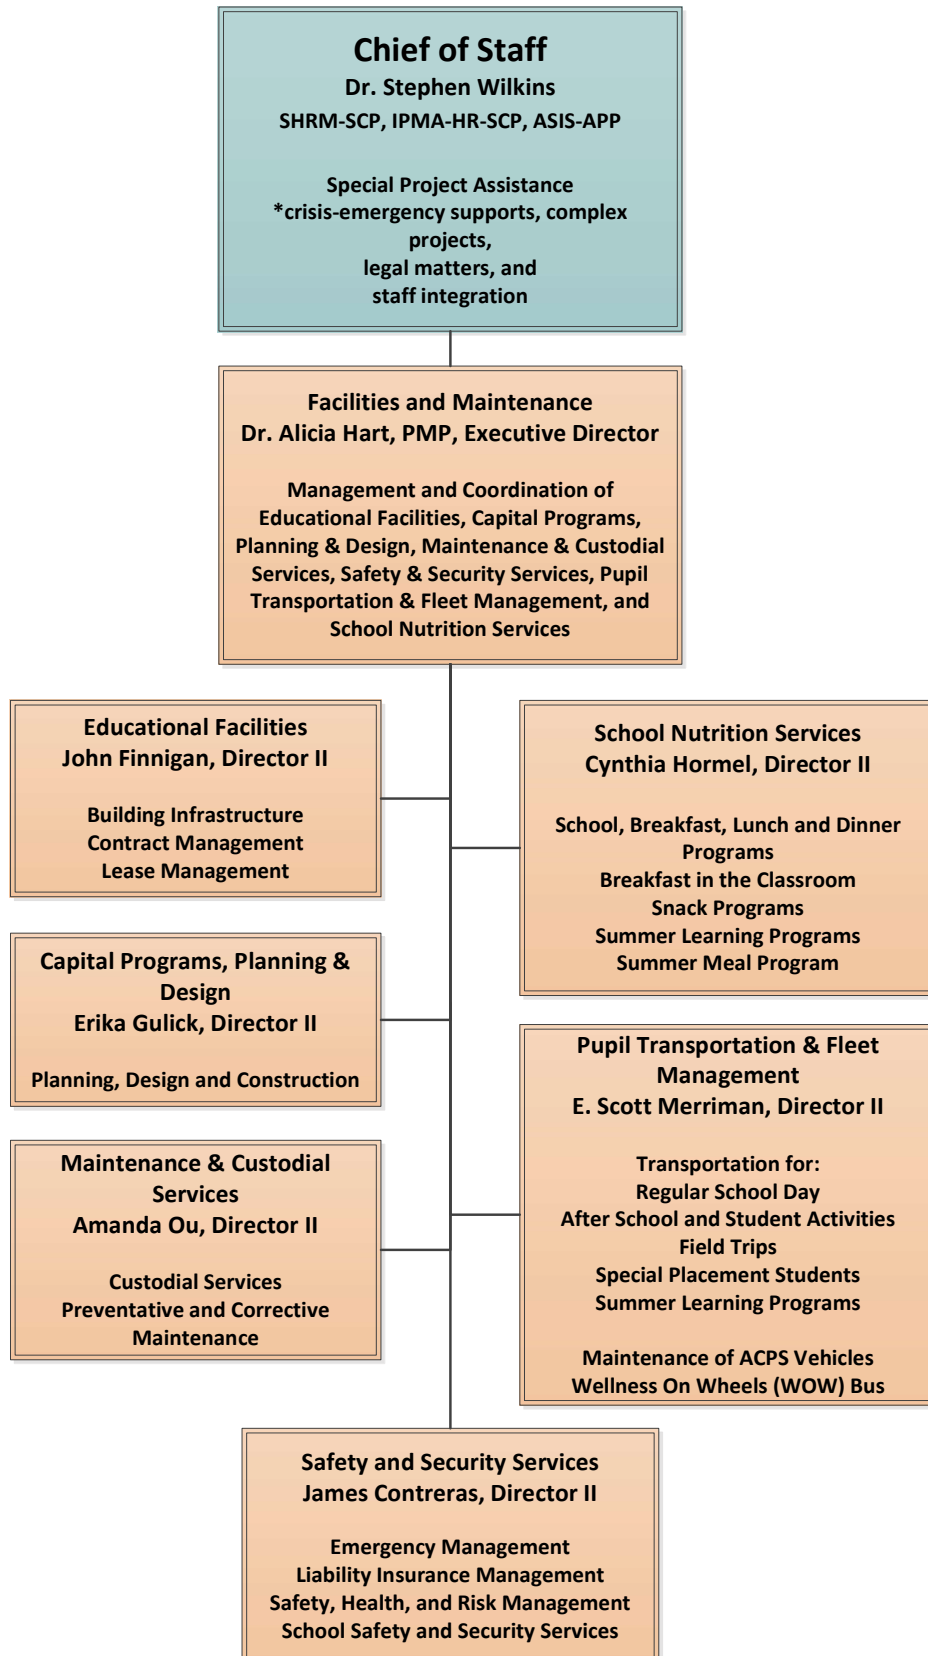 Chief of Staff
Dr. Stephen Wilkins
SHRM-SCP, IPMA-HR-SCP, ASIS-APP
Special Project Assistance
*crisis-emergency supports, complex
projects,
legal matters, and
staff integration
Facilities and Maintenance
Dr. Alicia Hart, PMP, Executive Director
Management and Coordination of
Educational Facilities, Capital Programs,
Planning & Design, Maintenance & Custodial
Services, Safety & Security Services, Pupil
Transportation & Fleet Management, and
School Nutrition Services
Educational Facilities
John Finnigan, Director II
Building Infrastructure
Contract Management
Lease Management
School Nutrition Services
Cynthia Hormel, Director II
School, Breakfast, Lunch and Dinner
Programs
Breakfast in the Classroom
Snack Programs
Summer Learning Programs
Summer Meal Program
Capital Programs, Planning &
Design
Erika Gulick, Director II
Planning, Design and Construction
Pupil Transportation & Fleet
Management
E. Scott Merriman, Director II
Transportation for:
Regular School Day
After School and Student Activities
Field Trips
Special Placement Students
Summer Learning Programs
Maintenance of ACPS Vehicles
Wellness On Wheels (WOW) Bus
Maintenance & Custodial
Services
Amanda Ou, Director II
Custodial Services
Preventative and Corrective
Maintenance
Safety and Security Services
James Contreras, Director II
Emergency Management
Liability Insurance Management
Safety, Health, and Risk Management
School Safety and Security Services